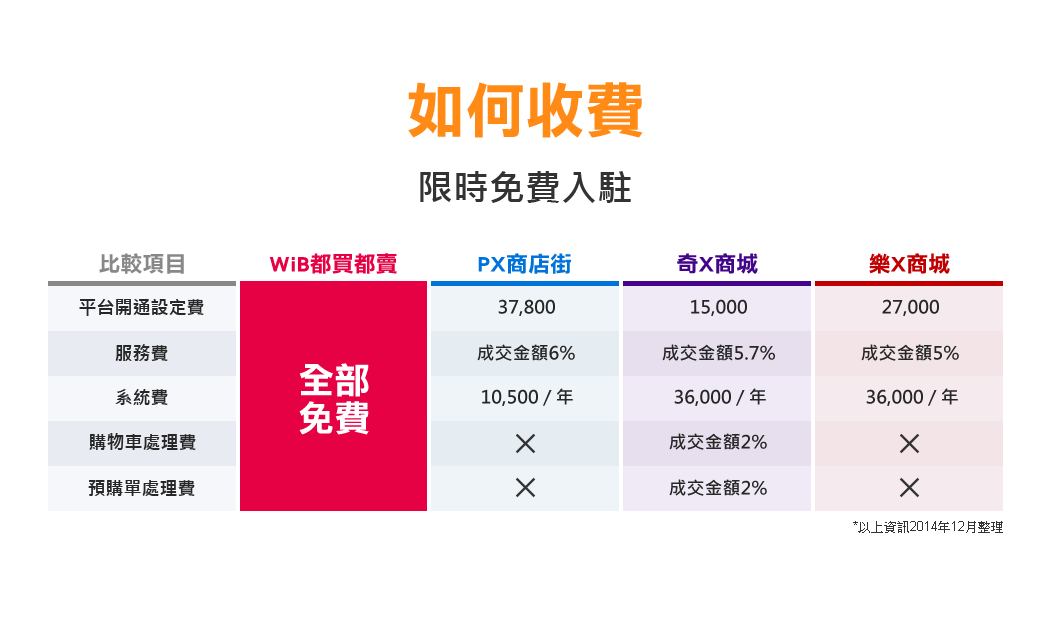 如何收費
限時免費入駐
比較項目 WiB都買都賣 PX商店街 奇X商城 樂X商城
平台開通設定費 37,800 15,000 27,000
服務費 成交金額6% 成交金額5.7% 成交金額5%
全部
免費
系統費 10,500 / 年 36,000 / 年 36,000 / 年
購物車處理費 ✕ 成交金額2% ✕
預購單處理費 ✕ 成交金額2% ✕
*以上資訊2014年12月整理